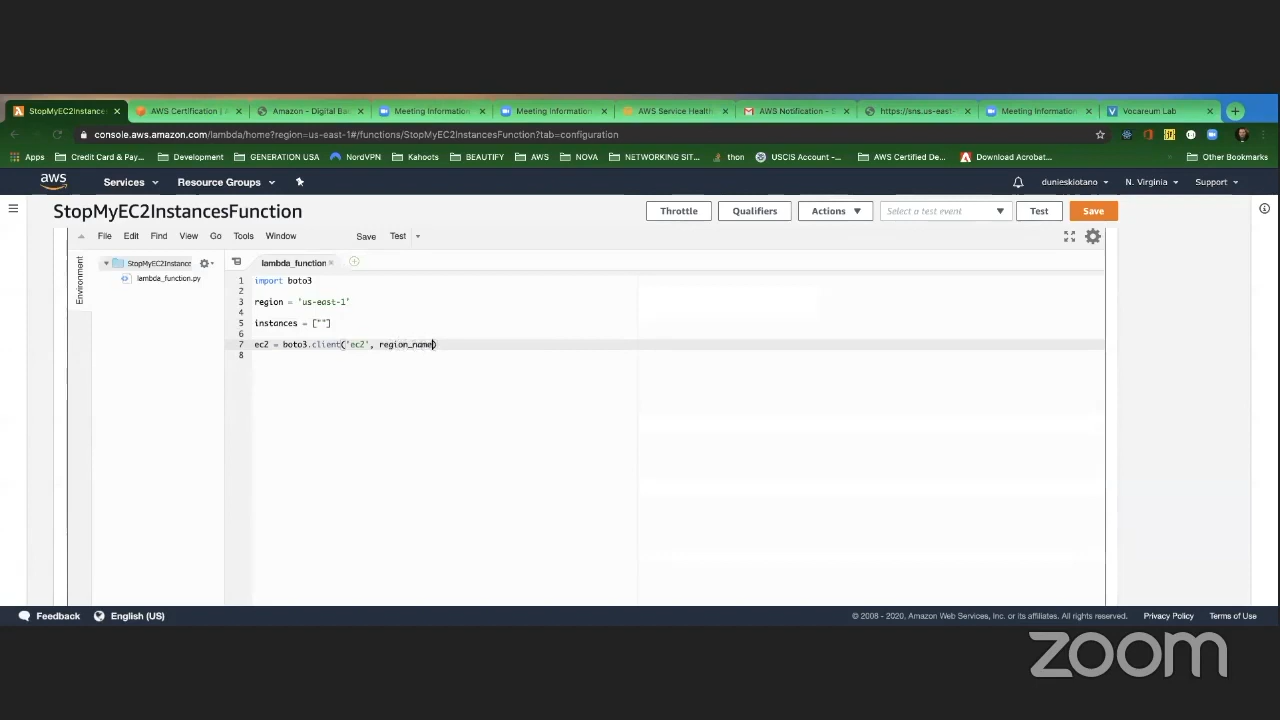 StopMyEC2Instances AWS Certification | Amazon - Digital Ba Meeting Information Meeting Information AWS Service Health AWS Notification - S https://sns.us-east- Meeting Information Vocareum Lab
console.aws.amazon.com/lambda/home?region=us-east-1#/functions/StopMyEC2InstancesFunction?tab=configuration
Apps Credit Card & Pay... Development GENERATION USA NordVPN Kahoots BEAUTIFY AWS NOVA NETWORKING SIT... thon USCIS Account -... AWS Certified De... Download Acrobat... Other Bookmarks
aws Services Resource Groups dunieskiotano N. Virginia Support
StopMyEC2InstancesFunction Throttle Qualifiers Actions Select a test event Test Save
File Edit Find View Go Tools Window Save Test
Environment
StopMyEC2Instance
lambda_function.py
lambda_function
1 import boto3
2
3 region = 'us-east-1'
4
5 instances = [""]
6
7 ec2 = boto3.client('ec2', region_name)
8
Feedback English (US) © 2008 - 2020, Amazon Web Services, Inc. or its affiliates. All rights reserved. Privacy Policy Terms of Use
zoom